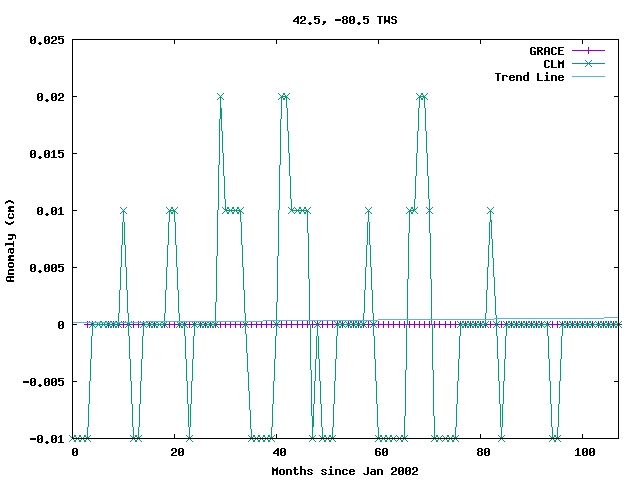 42.5, -80.5 TWS
0.025
GRACE
CLM
Trend Line
0.02
0.015
0.01
0.005
0
-0.005
-0.01
Anomaly (cm)
0 20 40 60 80 100
Months since Jan 2002